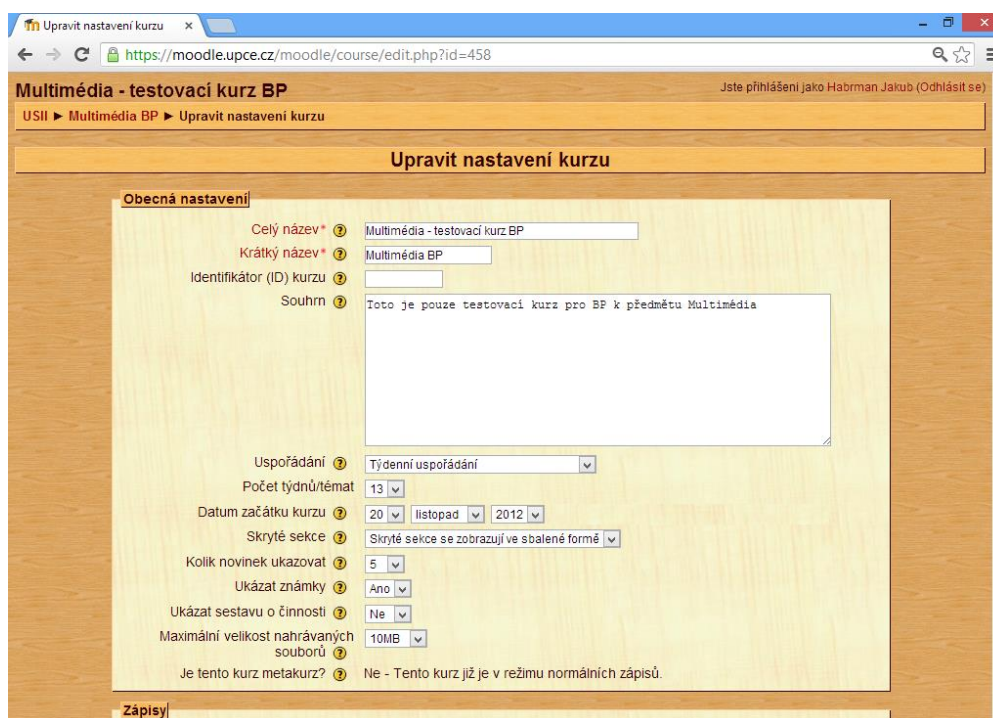 Upravit nastavení kurzu
https://moodle.upce.cz/moodle/course/edit.php?id=458
Multimédia - testovací kurz BP
Jste přihlášeni jako Habrman Jakub (Odhlásit se)
USII ► Multimédia BP ► Upravit nastavení kurzu
Upravit nastavení kurzu
Obecná nastavení
Celý název* Multimédia - testovací kurz BP
Krátký název* Multimédia BP
Identifikátor (ID) kurzu
Souhrn Toto je pouze testovací kurz pro BP k předmětu Multimédia
Uspořádání Týdenní uspořádání
Počet týdnů/témat 13
Datum začátku kurzu 20 listopad 2012
Skryté sekce Skryté sekce se zobrazují ve sbalené formě
Kolik novinek ukazovat 5
Ukázat známky Ano
Ukázat sestavu o činnosti Ne
Maximální velikost nahrávaných
souborů 10MB
Je tento kurz metakurz? Ne - Tento kurz již je v režimu normálních zápisů.
Zápisy